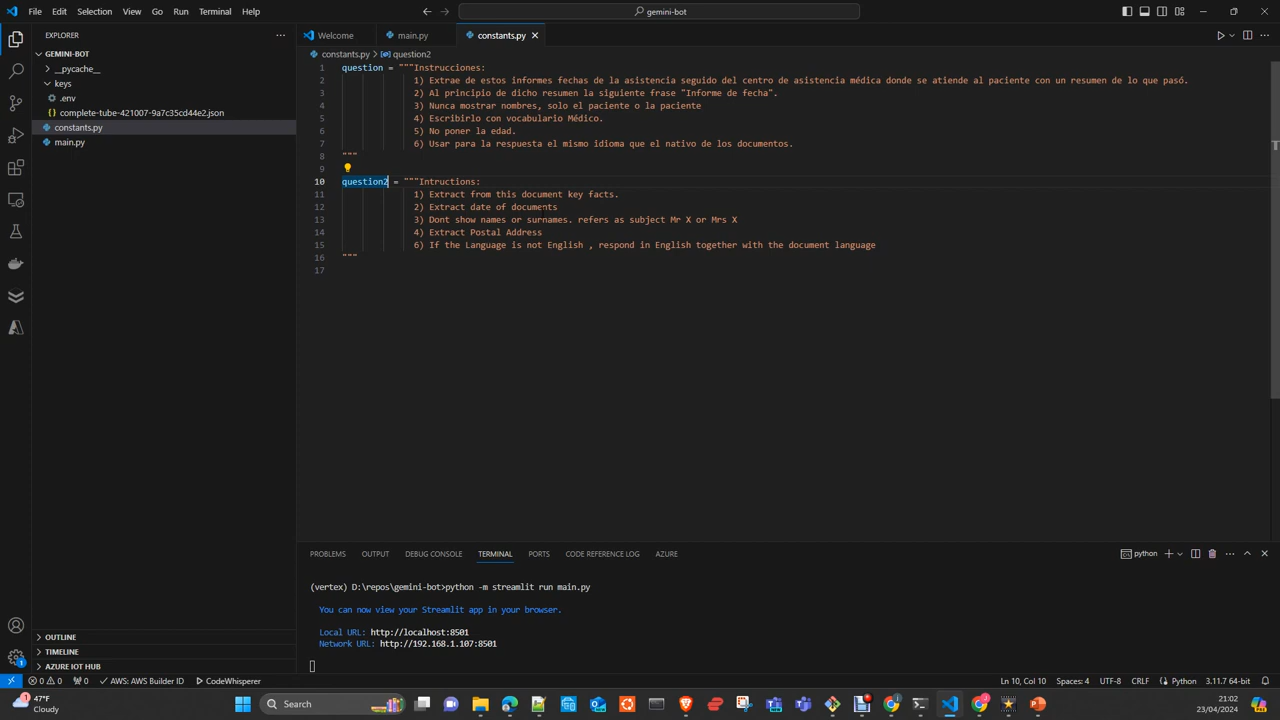 File Edit Selection View Go Run Terminal Help
gemini-bot
EXPLORER
Welcome
main.py
constants.py
GEMINI-BOT
constants.py > question2
__pycache__
keys
.env
complete-tube-421007-9a7c35cd44e2.json
constants.py
main.py
1 question = """Instrucciones:
2 1) Extrae de estos informes fechas de la asistencia seguido del centro de asistencia médica donde se atiende al paciente con un resumen de lo que pasó.
3 2) Al principio de dicho resumen la siguiente frase "Informe de fecha".
4 3) Nunca mostrar nombres, solo el paciente o la paciente
5 4) Escribirlo con vocabulario Médico.
6 5) No poner la edad.
7 6) Usar para la respuesta el mismo idioma que el nativo de los documentos.
8 """
9
10 question2 = """Intructions:
11 1) Extract from this document key facts.
12 2) Extract date of documents
13 3) Dont show names or surnames. refers as subject Mr X or Mrs X
14 4) Extract Postal Address
15 6) If the Language is not English , respond in English together with the document language
16 """
17
PROBLEMS OUTPUT DEBUG CONSOLE TERMINAL PORTS CODE REFERENCE LOG AZURE
python
(vertex) D:\repos\gemini-bot>python -m streamlit run main.py
You can now view your Streamlit app in your browser.
Local URL: http://localhost:8501
Network URL: http://192.168.1.107:8501
OUTLINE
TIMELINE
AZURE IOT HUB
0 0 0 AWS: AWS Builder ID CodeWhisperer
Ln 10, Col 10 Spaces: 4 UTF-8 CRLF Python 3.11.7 64-bit
47°F
Cloudy
Search
21:02
23/04/2024